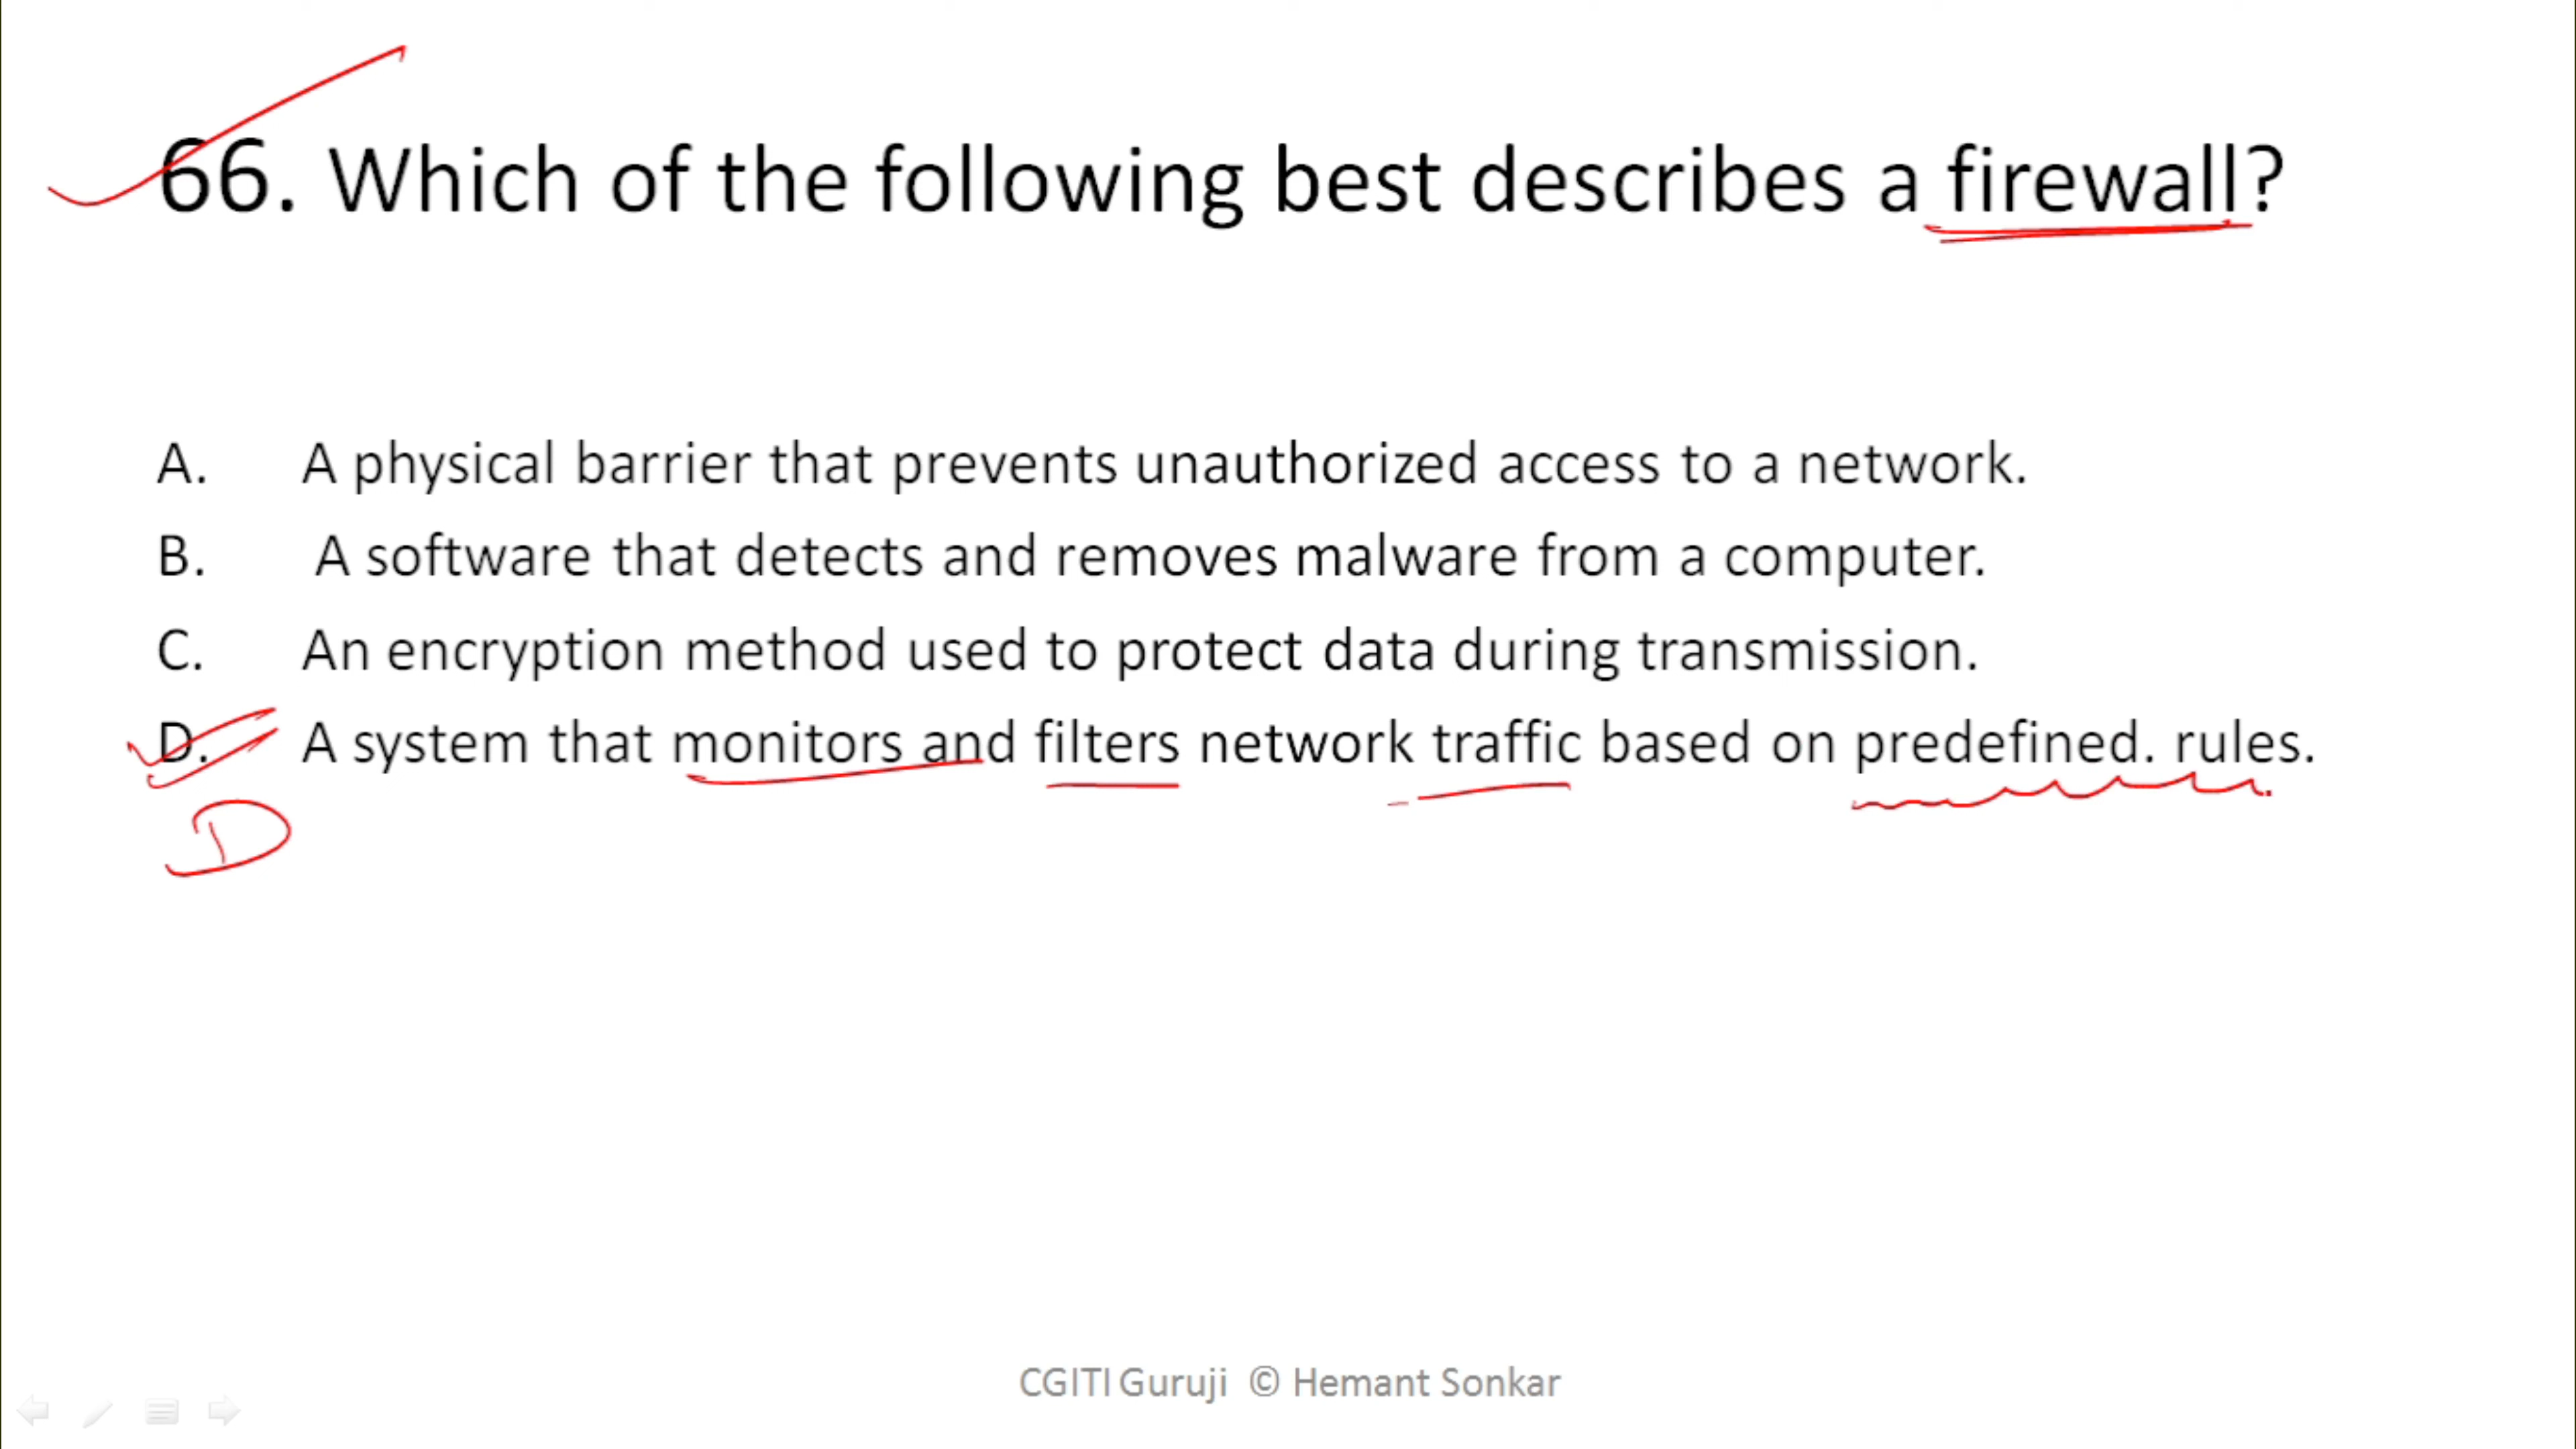 66. Which of the following best describes a firewall?
A. A physical barrier that prevents unauthorized access to a network.
B. A software that detects and removes malware from a computer.
C. An encryption method used to protect data during transmission.
D. A system that monitors and filters network traffic based on predefined. rules.
D
CGITI Guruji © Hemant Sonkar